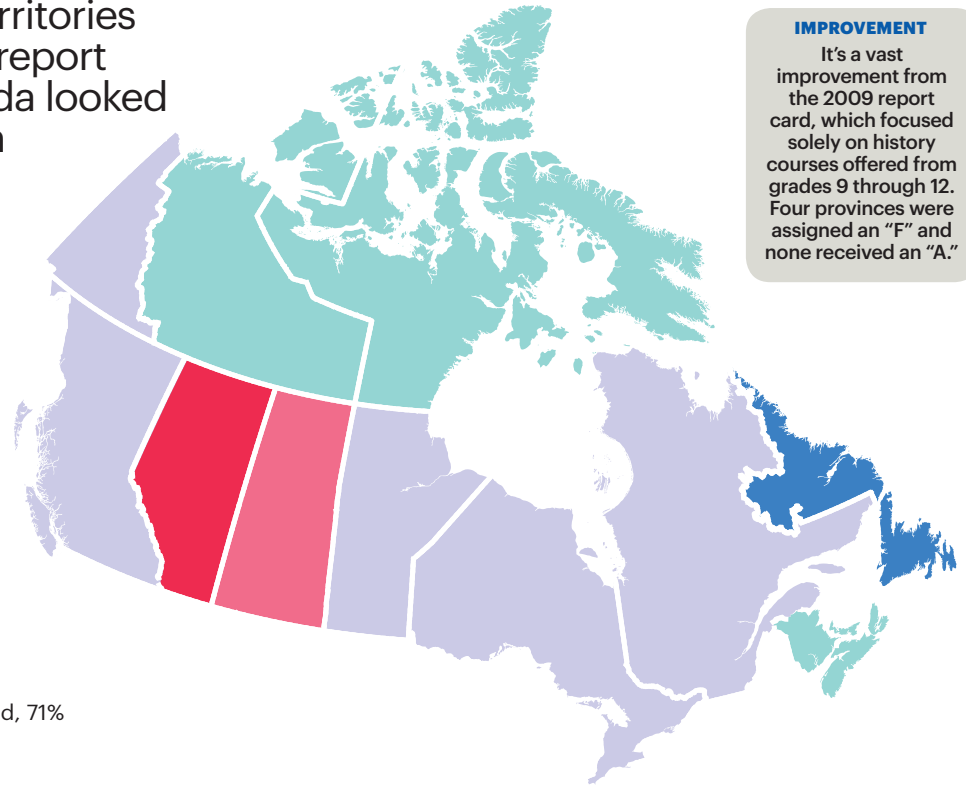 rritories
report
da looked
IMPROVEMENT
It’s a vast
improvement from
the 2009 report
card, which focused
solely on history
courses offered from
grades 9 through 12.
Four provinces were
assigned an “F” and
none received an “A.”
d, 71%